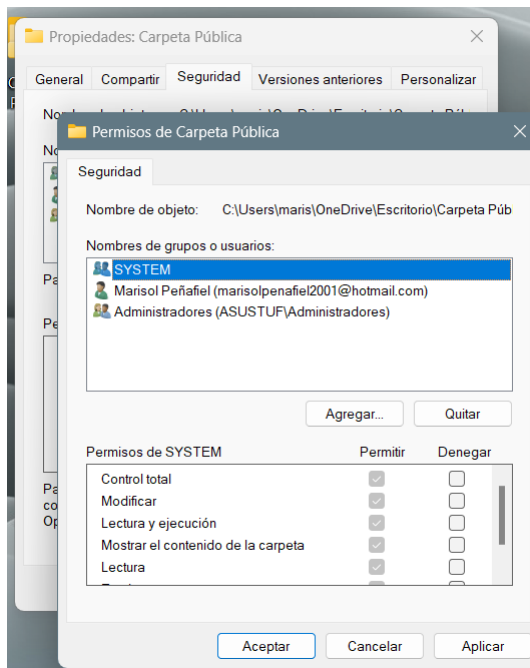 Propiedades: Carpeta Pública
General Compartir Seguridad Versiones anteriores Personalizar
Permisos de Carpeta Pública
Seguridad
Nombre de objeto: C:\Users\maris\OneDrive\Escritorio\Carpeta Púb
Nombres de grupos o usuarios:
SYSTEM
Marisol Peñafiel (marisolpenafiel2001@hotmail.com)
Administradores (ASUSTUF\Administradores)
Agregar... Quitar
Permisos de SYSTEM Permitir Denegar
Control total
Modificar
Lectura y ejecución
Mostrar el contenido de la carpeta
Lectura
Aceptar Cancelar Aplicar